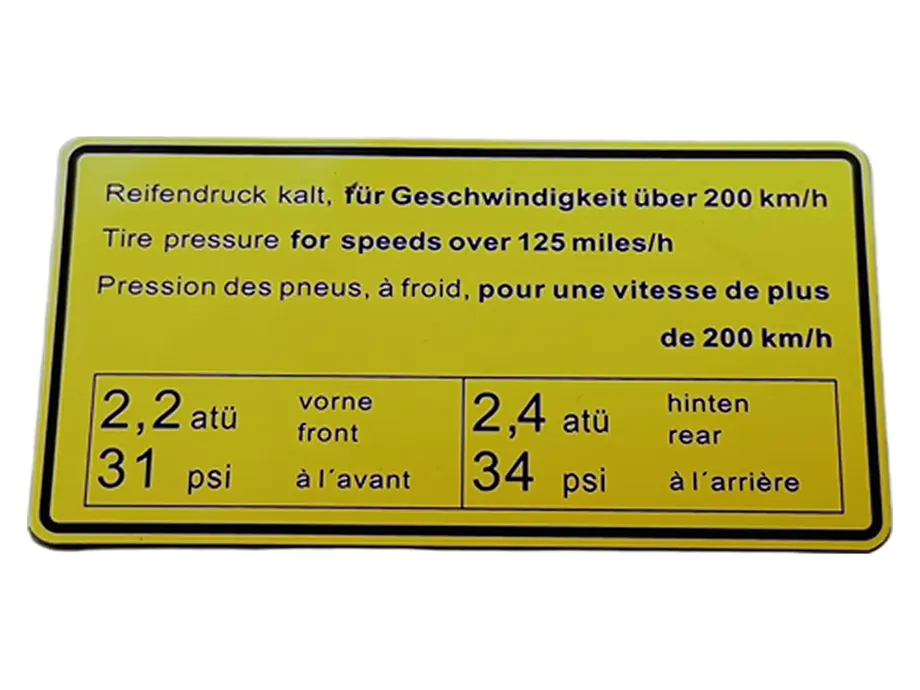 Reifendruck kalt, für Geschwindigkeit über 200 km/h
Tire pressure for speeds over 125 miles/h
Pression des pneus, à froid, pour une vitesse de plus
de 200 km/h
2,2 atü vorne
front
31 psi à l´avant
2,4 atü hinten
rear
34 psi à l´arrière